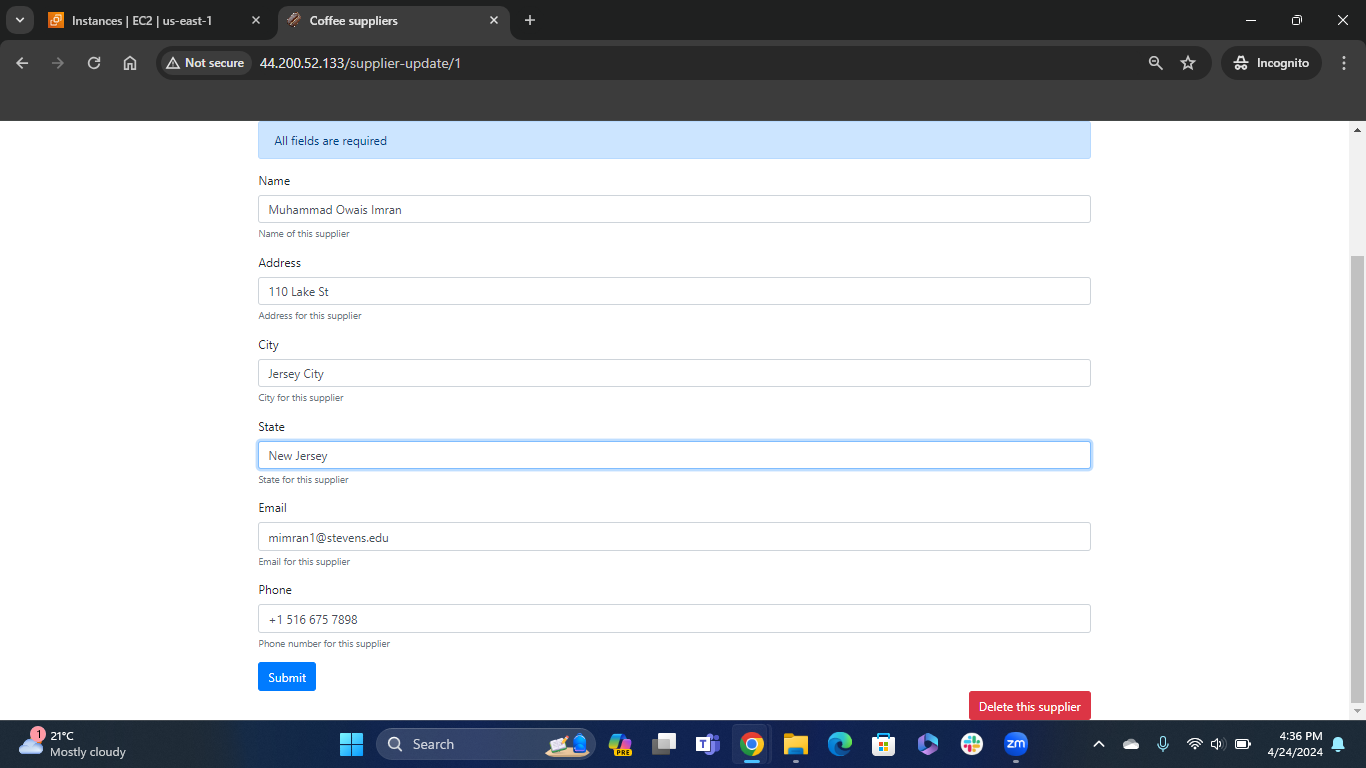 Instances | EC2 | us-east-1
Coffee suppliers
Not secure
44.200.52.133/supplier-update/1
Incognito
All fields are required
Name
Muhammad Owais Imran
Name of this supplier
Address
110 Lake St
Address for this supplier
City
Jersey City
City for this supplier
State
New Jersey
State for this supplier
Email
mimran1@stevens.edu
Email for this supplier
Phone
+1 516 675 7898
Phone number for this supplier
Submit
Delete this supplier
1
21°C
Mostly cloudy
Search
PRE
zm
4:36 PM
4/24/2024